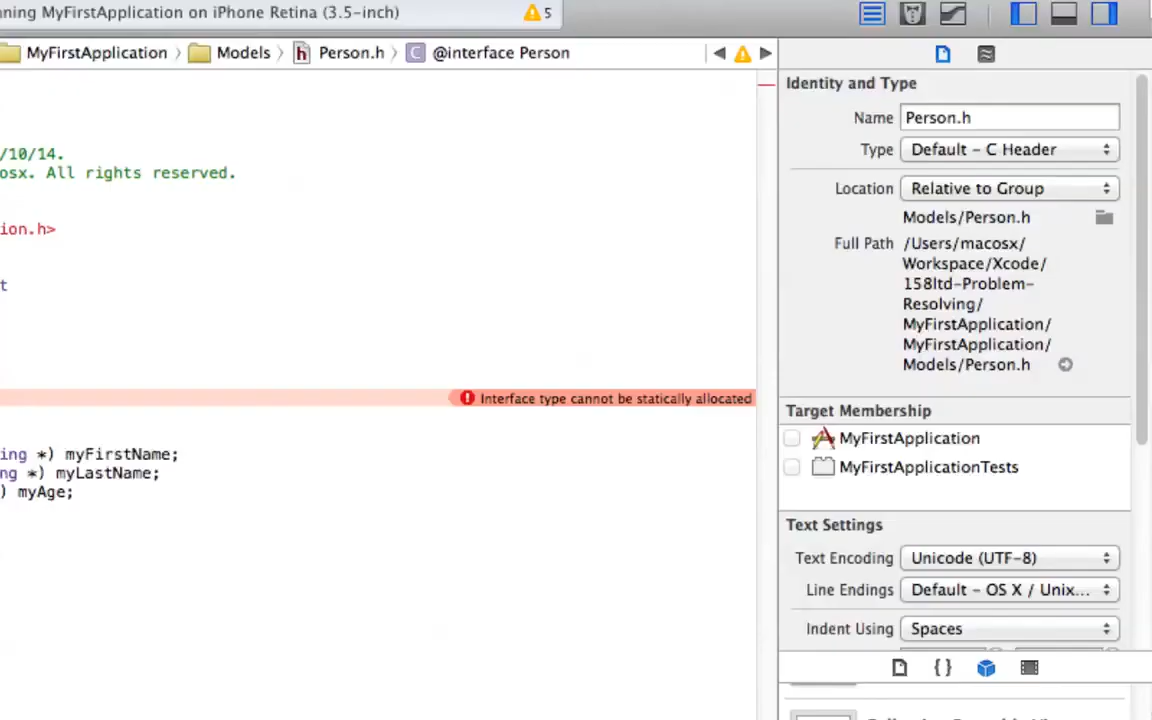 ning MyFirstApplication on iPhone Retina (3.5-inch)
5
MyFirstApplication
Models
Person.h
@interface Person
/10/14.
osx. All rights reserved.
ion.h>
t
Interface type cannot be statically allocated
ing *) myFirstName;
ng *) myLastName;
) myAge;
Identity and Type
Name Person.h
Type Default - C Header
Location Relative to Group
Models/Person.h
Full Path /Users/macosx/
Workspace/Xcode/
158ltd-Problem-
Resolving/
MyFirstApplication/
MyFirstApplication/
Models/Person.h
Target Membership
MyFirstApplication
MyFirstApplicationTests
Text Settings
Text Encoding Unicode (UTF-8)
Line Endings Default - OS X / Unix...
Indent Using Spaces
{ }